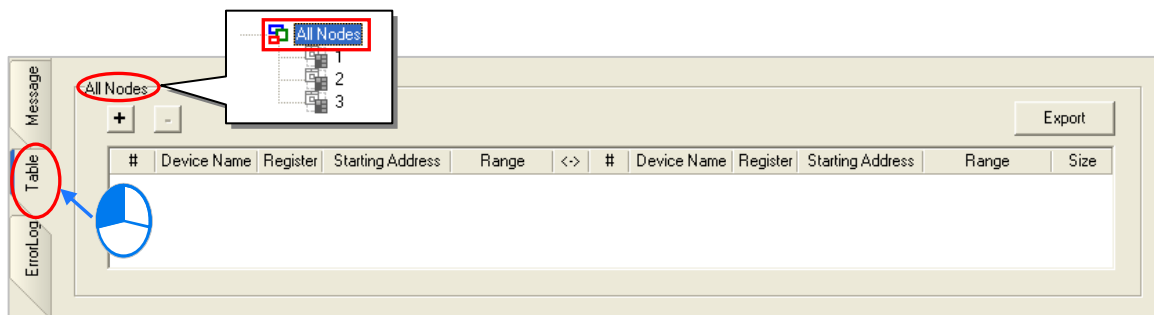 All Nodes
1
2
3
Message
Table
ErrorLog
All Nodes
+ -
Export
# Device Name Register Starting Address Range <-> # Device Name Register Starting Address Range Size